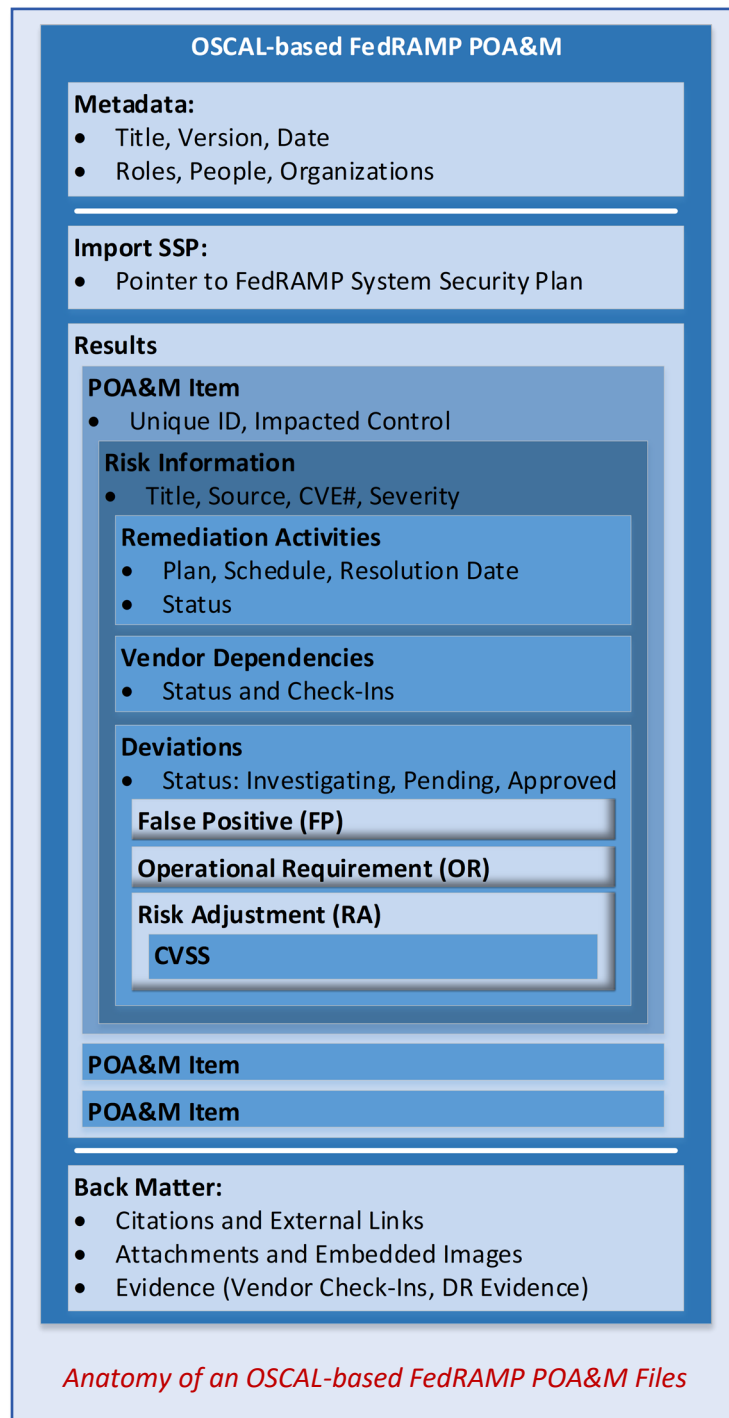 OSCAL-based FedRAMP POA&M
Metadata:
• Title, Version, Date
• Roles, People, Organizations
Import SSP:
• Pointer to FedRAMP System Security Plan
Results
POA&M Item
• Unique ID, Impacted Control
Risk Information
• Title, Source, CVE#, Severity
Remediation Activities
• Plan, Schedule, Resolution Date
• Status
Vendor Dependencies
• Status and Check-Ins
Deviations
• Status: Investigating, Pending, Approved
False Positive (FP)
Operational Requirement (OR)
Risk Adjustment (RA)
CVSS
POA&M Item
POA&M Item
Back Matter:
• Citations and External Links
• Attachments and Embedded Images
• Evidence (Vendor Check-Ins, DR Evidence)
Anatomy of an OSCAL-based FedRAMP POA&M Files